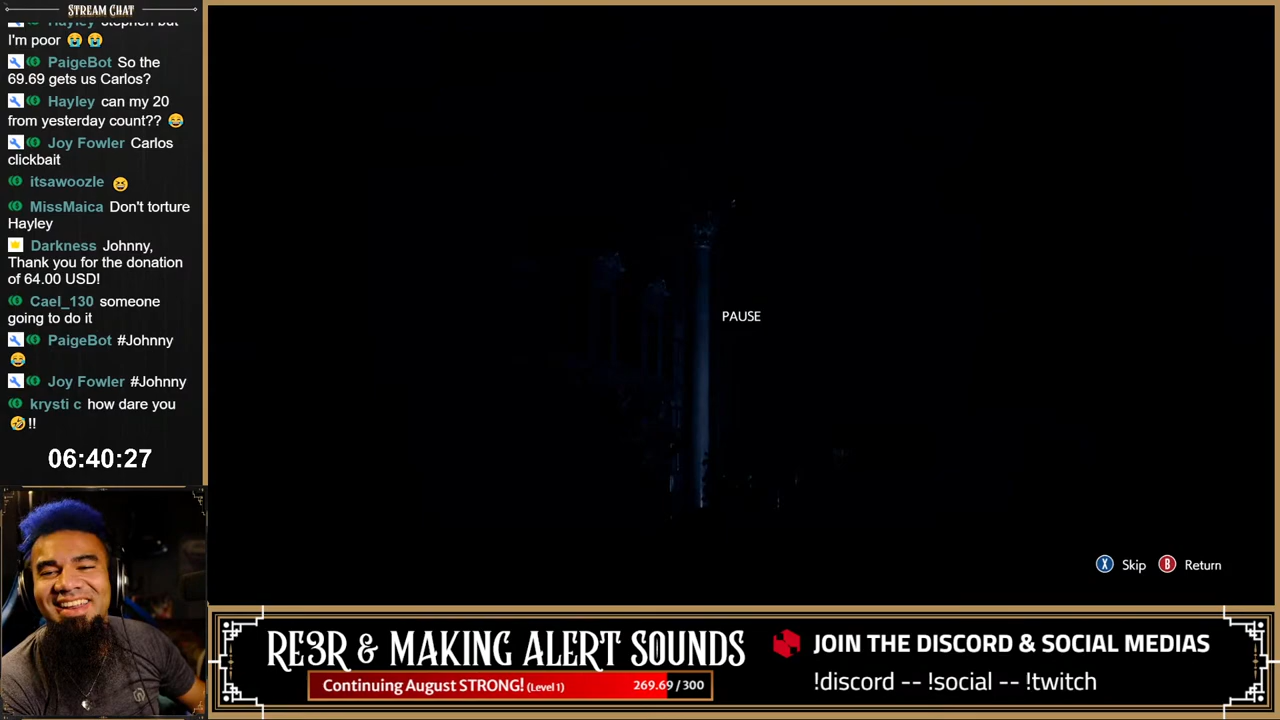 STREAM CHAT
Hayley stephen but
I'm poor 😭 😭
PaigeBot So the
69.69 gets us Carlos?
Hayley can my 20
from yesterday count?? 😂
Joy Fowler Carlos
clickbait
itsawoozle 😆
MissMaica Don't torture
Hayley
Darkness Johnny,
Thank you for the donation
of 64.00 USD!
Cael_130 someone
going to do it
PaigeBot #Johnny
😂
Joy Fowler #Johnny
krysti c how dare you
🤣!!
06:40:27
PAUSE
X Skip B Return
RE3R & MAKING ALERT SOUNDS
Continuing August STRONG! (Level 1) 269.69 / 300
JOIN THE DISCORD & SOCIAL MEDIAS
!discord -- !social -- !twitch